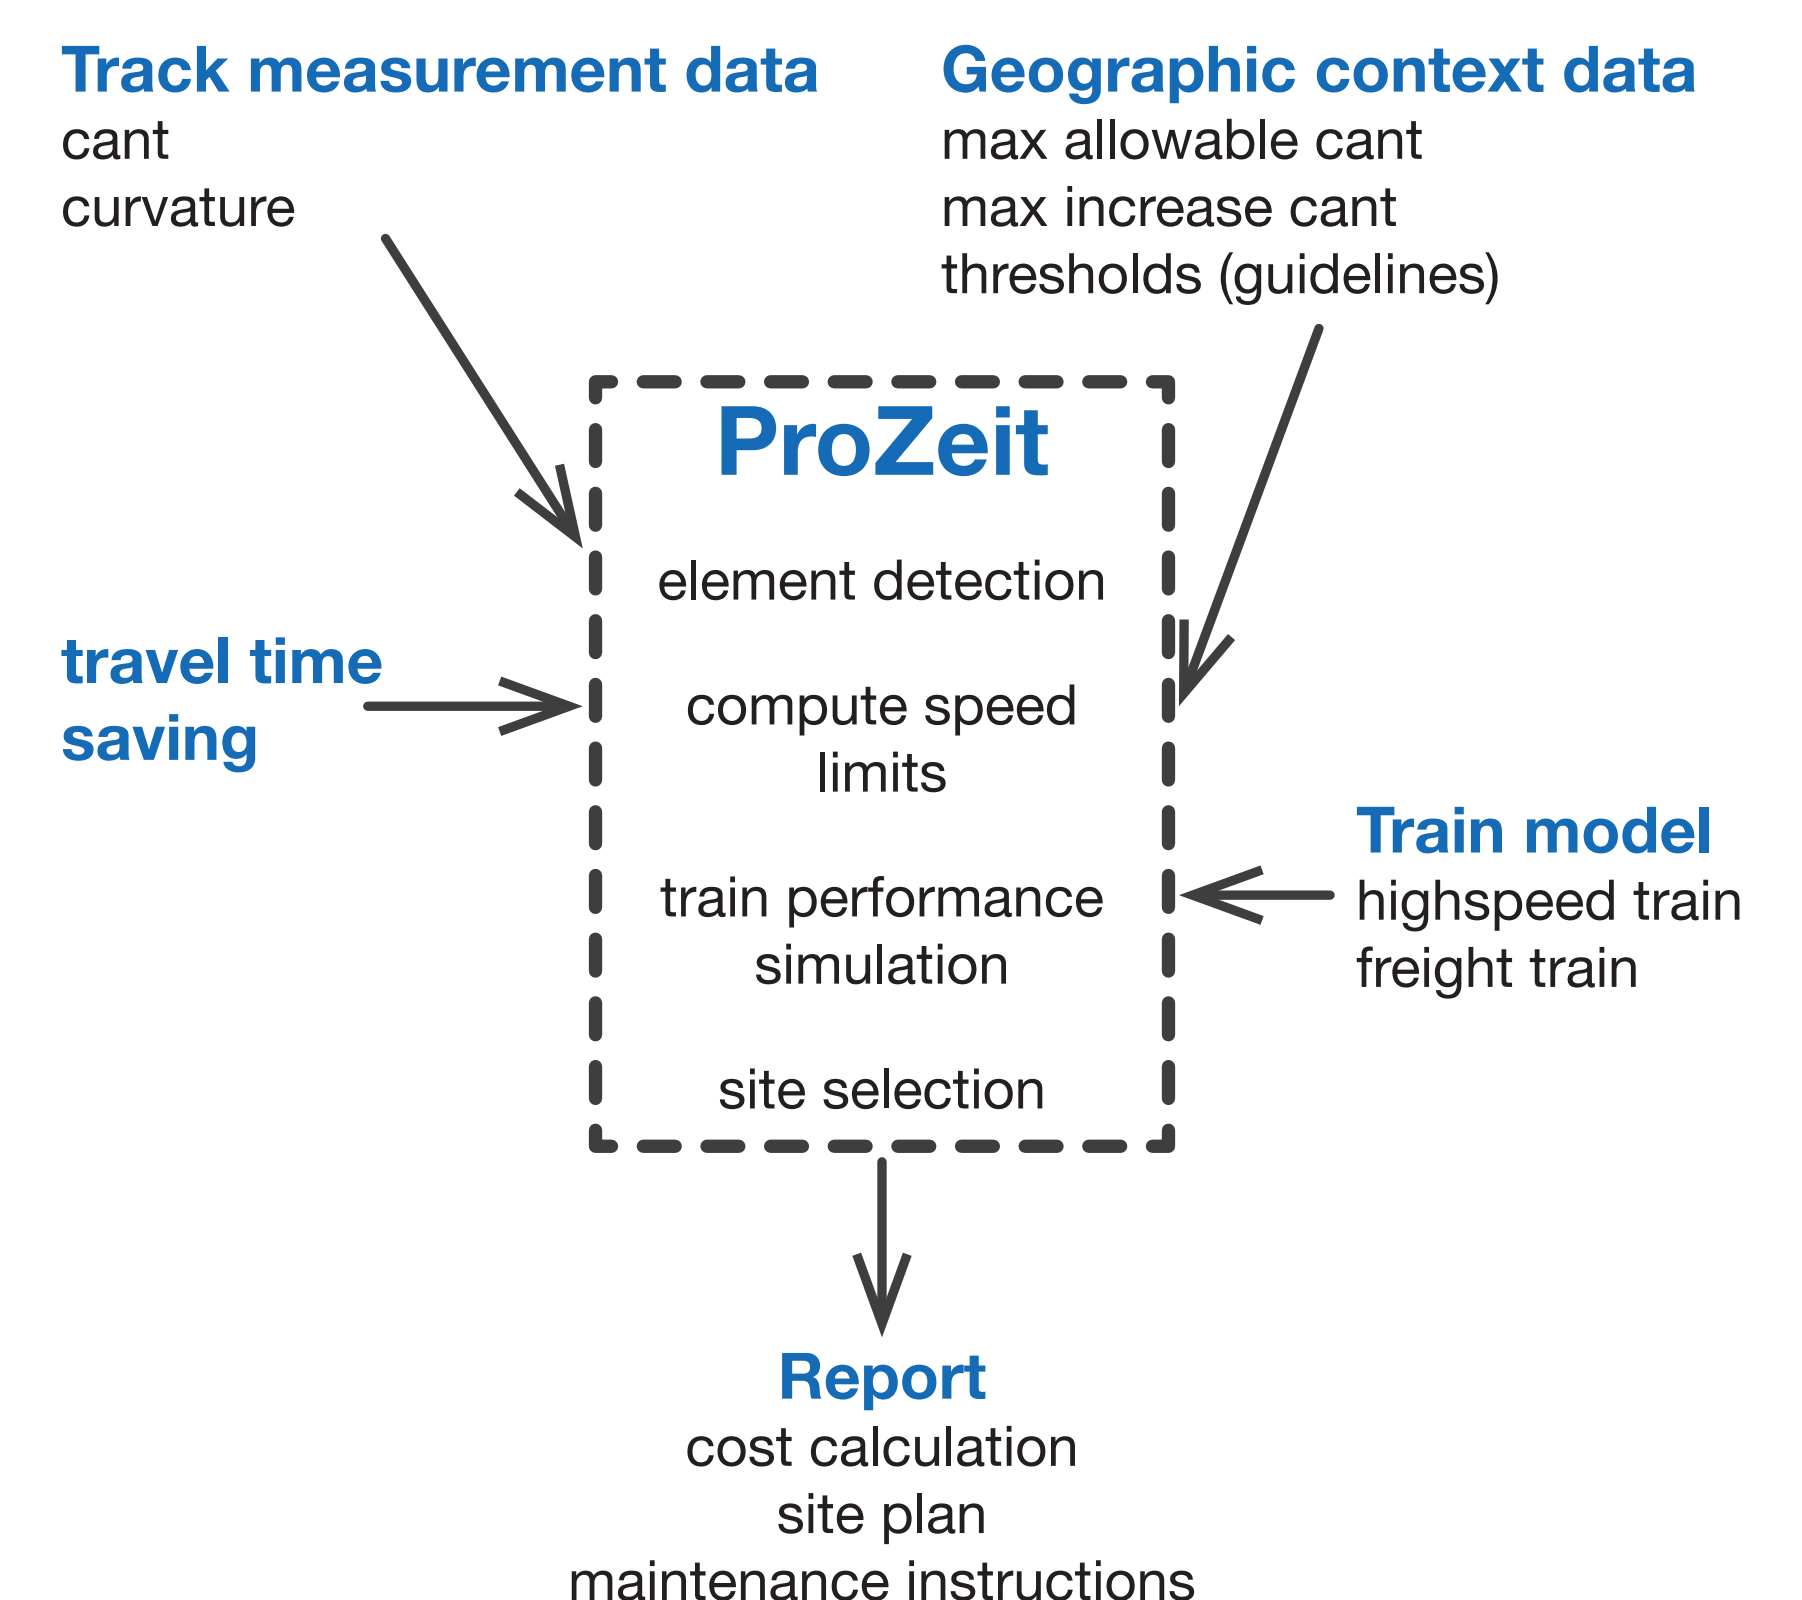 Track measurement data
cant
curvature
Geographic context data
max allowable cant
max increase cant
thresholds (guidelines)
ProZeit
element detection
compute speed
limits
train performance
simulation
site selection
travel time
saving
Train model
highspeed train
freight train
Report
cost calculation
site plan
maintenance instructions